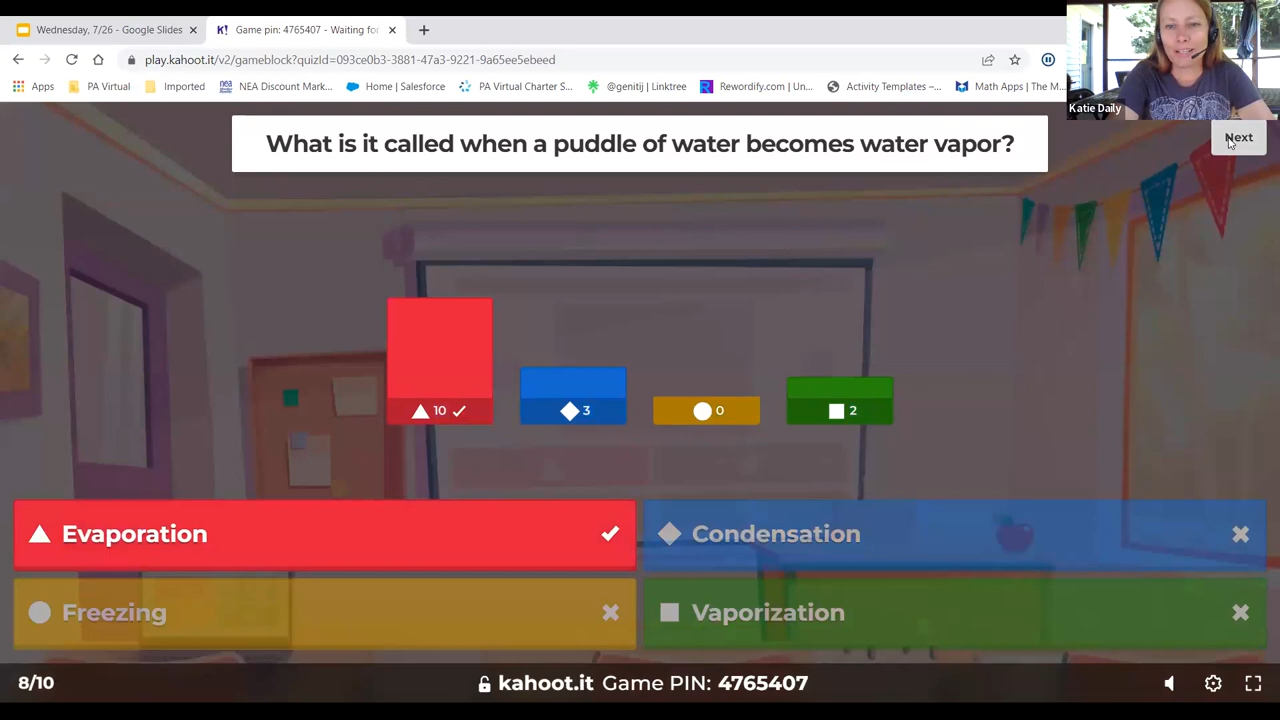 Wednesday, 7/26 - Google Slides
K! Game pin: 4765407 - Waiting fo
play.kahoot.it/v2/gameblock?quizId=093ce0b3-3881-47a3-9221-9a65ee5ebeed
Apps PA Virtual Imported nea NEA Discount Mark... Home | Salesforce PA Virtual Charter S... @genitij | Linktree R Rewordify.com | Un... Activity Templates –... Math Apps | The M...
Katie Daily
What is it called when a puddle of water becomes water vapor?
Next
10 3 0 2
Evaporation
Condensation
Freezing
Vaporization
8/10
kahoot.it Game PIN: 4765407